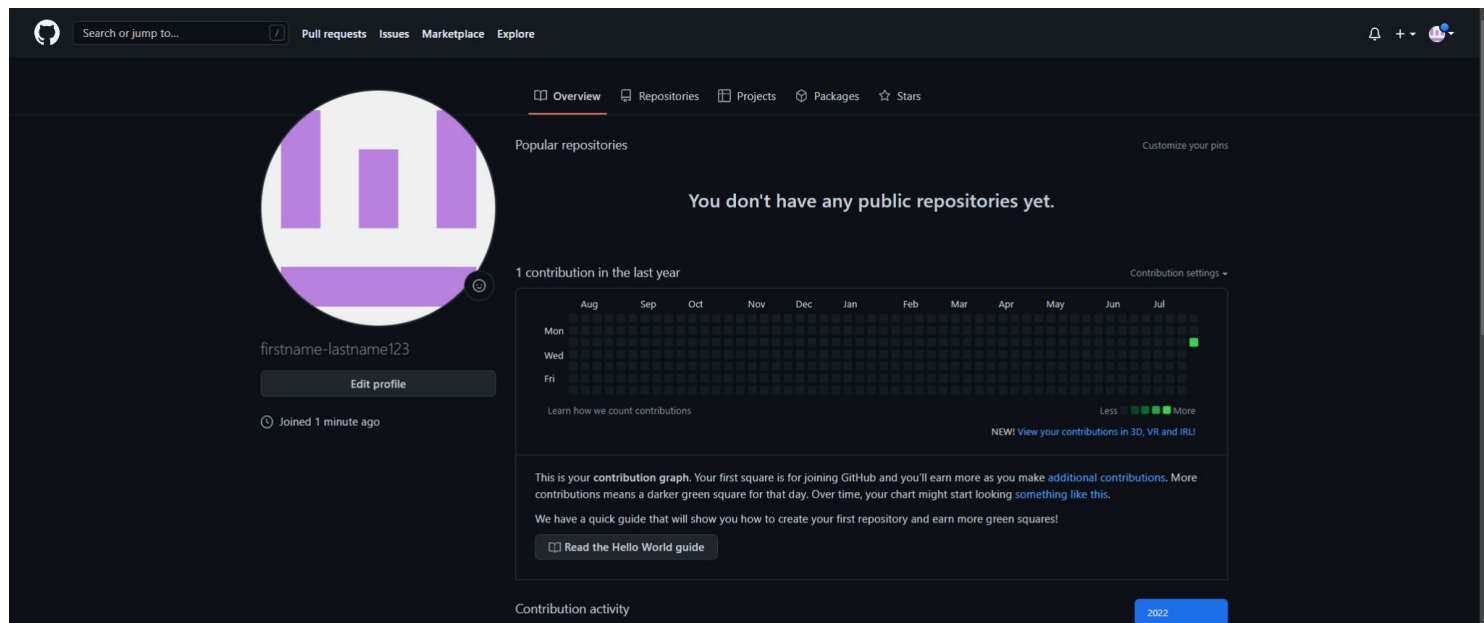 Search or jump to... /
Pull requests Issues Marketplace Explore
Overview Repositories Projects Packages Stars
Popular repositories
Customize your pins
You don't have any public repositories yet.
firstname-lastname123
Edit profile
Joined 1 minute ago
1 contribution in the last year
Contribution settings
Aug Sep Oct Nov Dec Jan Feb Mar Apr May Jun Jul
Mon
Wed
Fri
Learn how we count contributions
Less More
NEW! View your contributions in 3D, VR and IRL!
This is your contribution graph. Your first square is for joining GitHub and you'll earn more as you make additional contributions. More
contributions means a darker green square for that day. Over time, your chart might start looking something like this.
We have a quick guide that will show you how to create your first repository and earn more green squares!
Read the Hello World guide
Contribution activity
2022